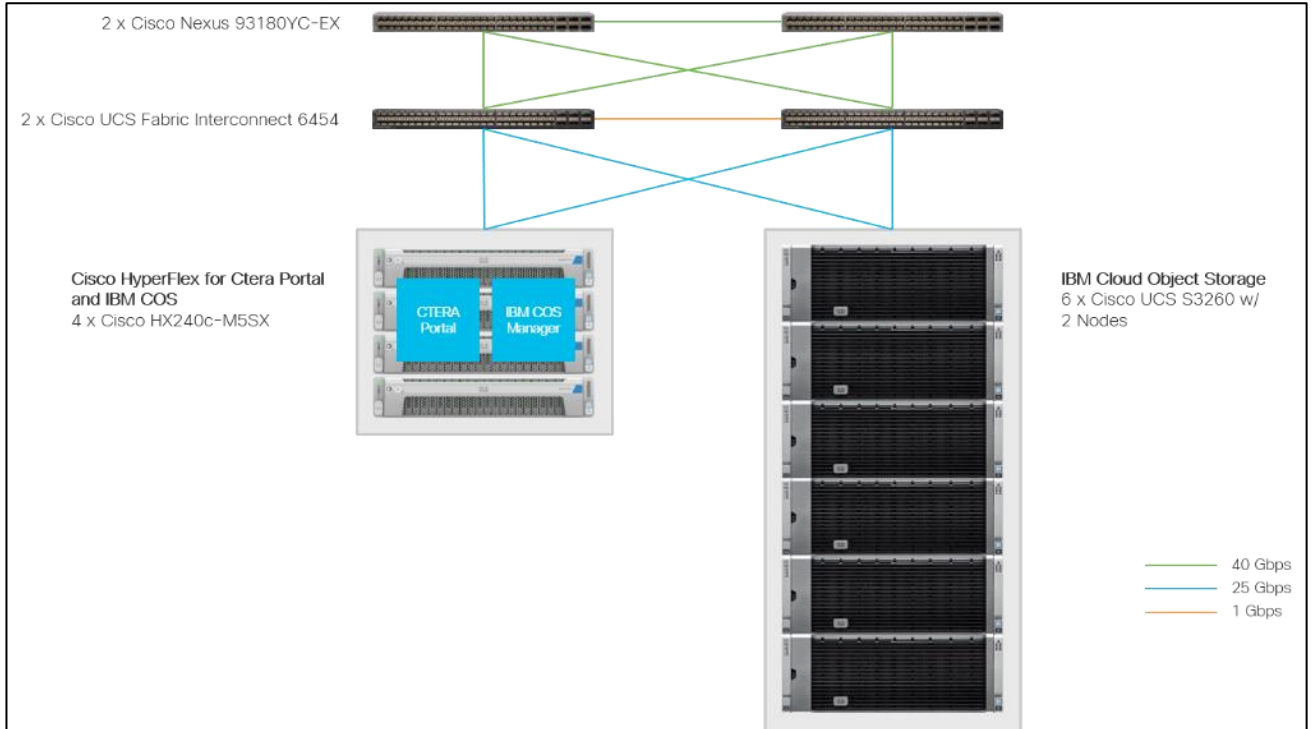 2 x Cisco Nexus 93180YC-EX
2 x Cisco UCS Fabric Interconnect 6454
Cisco HyperFlex for Ctera Portal
and IBM COS
4 x Cisco HX240c-M5SX
CTERA
Portal
IBM COS
Manager
IBM Cloud Object Storage
6 x Cisco UCS S3260 w/
2 Nodes
40 Gbps
25 Gbps
1 Gbps